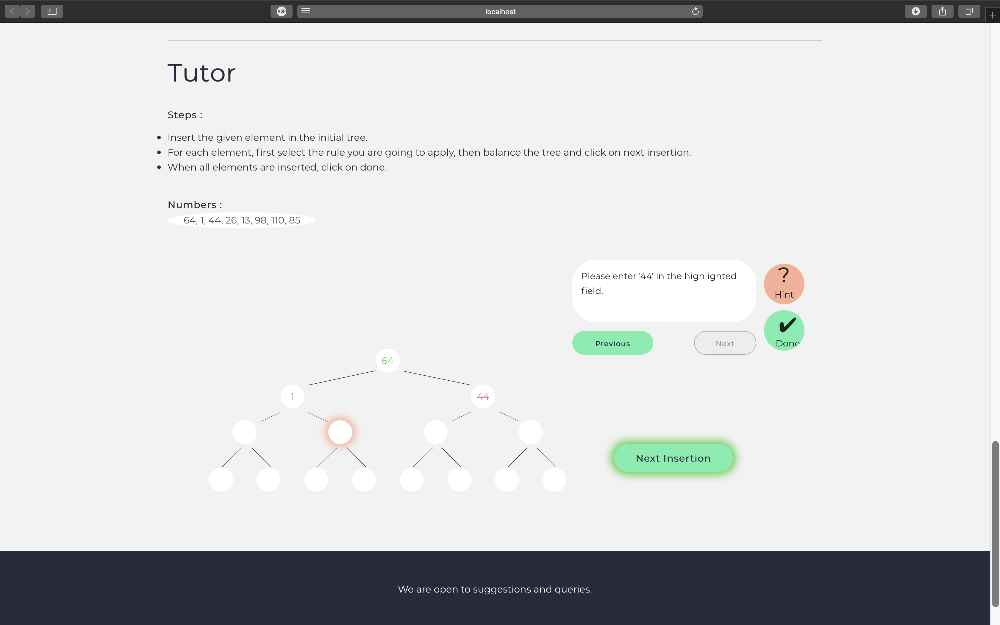 ABP
localhost
Tutor
Steps :
Insert the given element in the initial tree.
For each element, first select the rule you are going to apply, then balance the tree and click on next insertion.
When all elements are inserted, click on done.
Numbers :
64, 1, 44, 26, 13, 98, 110, 85
Please enter '44' in the highlighted
field.
?
Hint
Previous
Next
Done
64
1
44
Next Insertion
We are open to suggestions and queries.